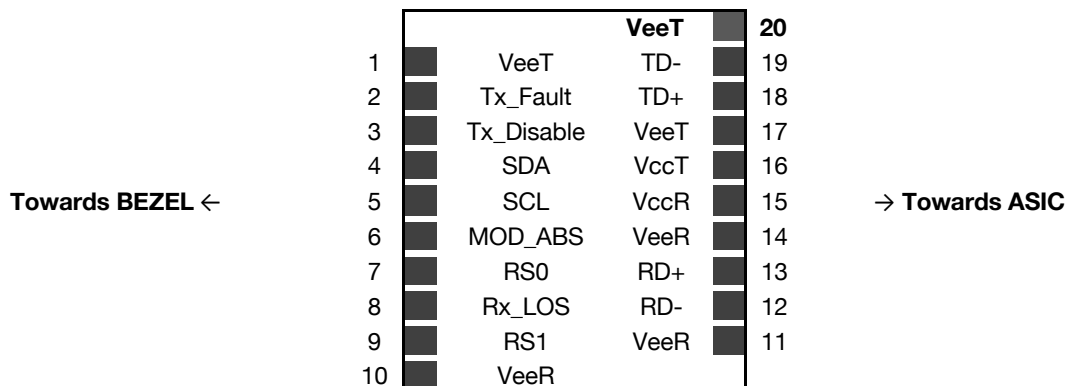 VeeT 20
1 VeeT TD- 19
2 Tx_Fault TD+ 18
3 Tx_Disable VeeT 17
4 SDA VccT 16
Towards BEZEL ← 5 SCL VccR 15 → Towards ASIC
6 MOD_ABS VeeR 14
7 RS0 RD+ 13
8 Rx_LOS RD- 12
9 RS1 VeeR 11
10 VeeR